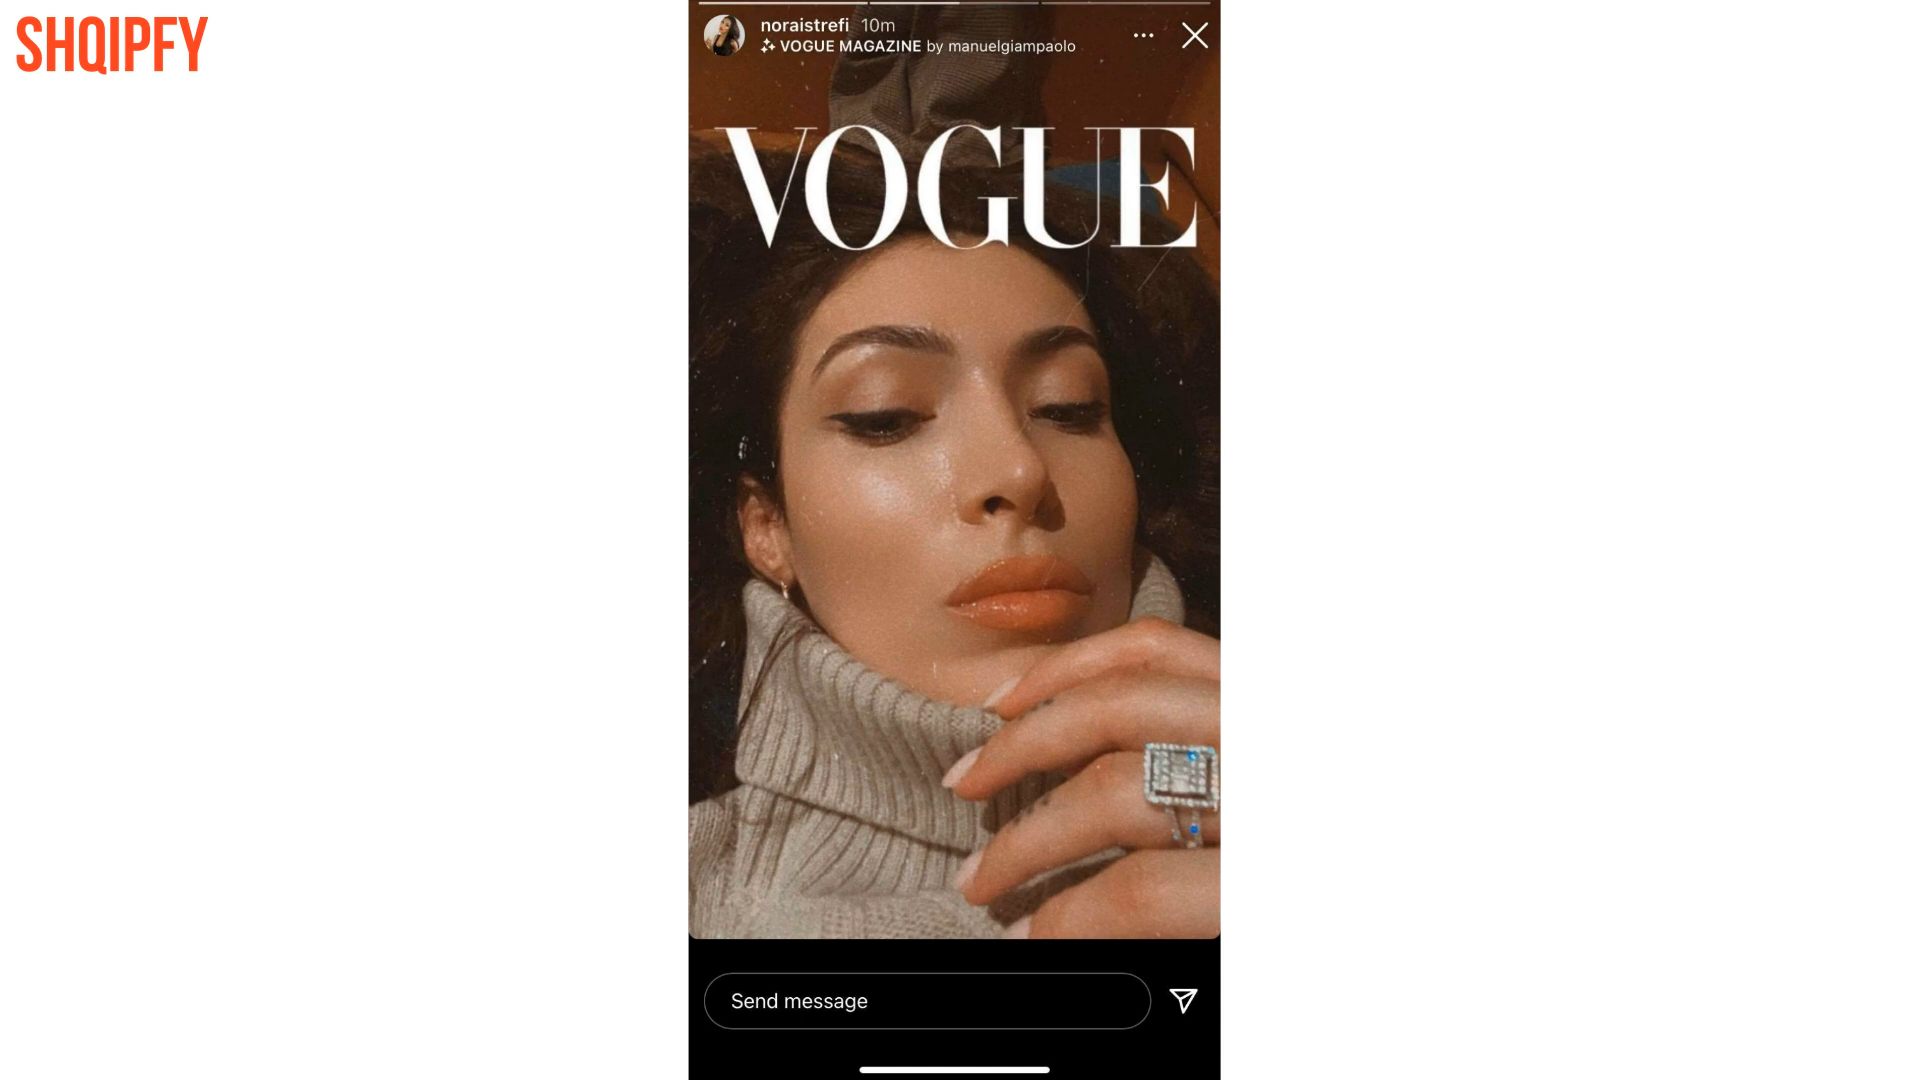 SHQIPFY
noraistrefi 10m
VOGUE MAGAZINE by manuelgiampaolo
VOGUE
Send message